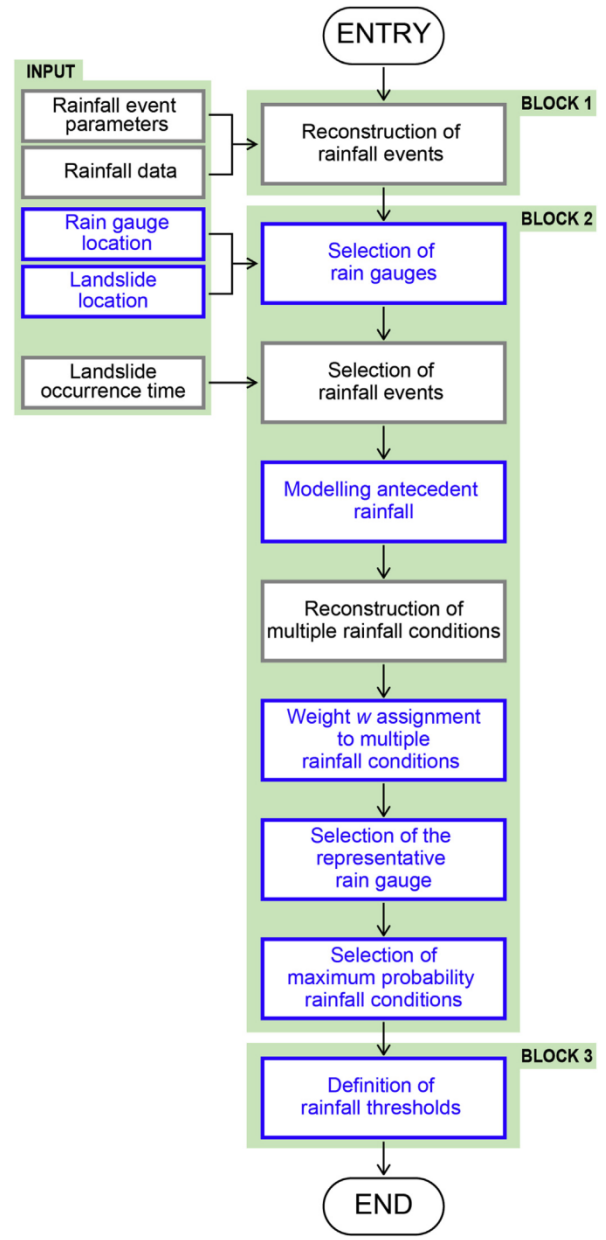 ENTRY
INPUT
Rainfall event
parameters
Rainfall data
Rain gauge
location
Landslide
location
Landslide
occurrence time
BLOCK 1
Reconstruction of
rainfall events
BLOCK 2
Selection of
rain gauges
Selection of
rainfall events
Modelling antecedent
rainfall
Reconstruction of
multiple rainfall conditions
Weight w assignment
to multiple
rainfall conditions
Selection of the
representative
rain gauge
Selection of
maximum probability
rainfall conditions
BLOCK 3
Definition of
rainfall thresholds
END